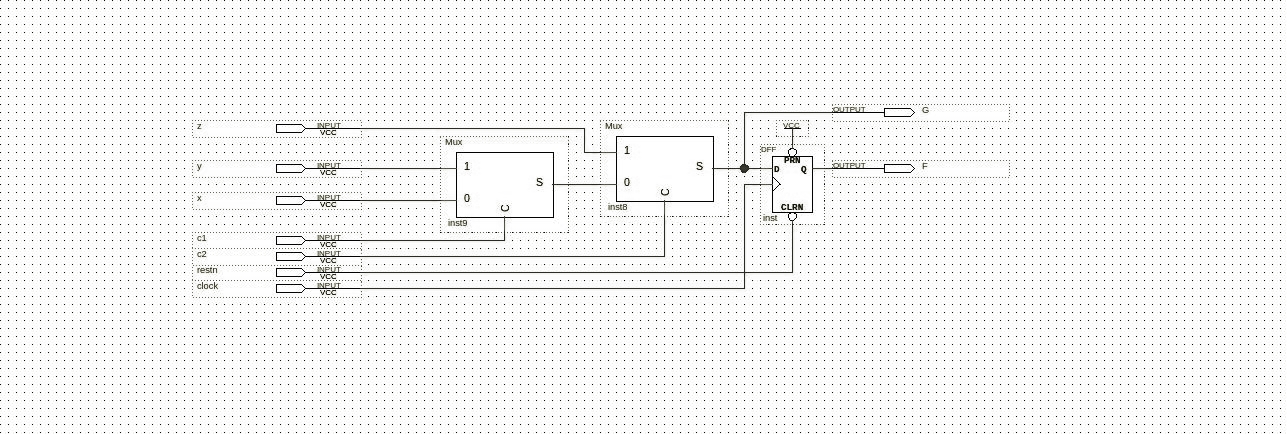 OUTPUT G
z INPUT VCC
Mux
VCC
Mux
1
DFF
PRN
y INPUT VCC
1
S
S
D Q
OUTPUT F
0
C
x INPUT VCC
0
C
CLRN
inst9
inst8
inst
c1 INPUT VCC
c2 INPUT VCC
restn INPUT VCC
clock INPUT VCC